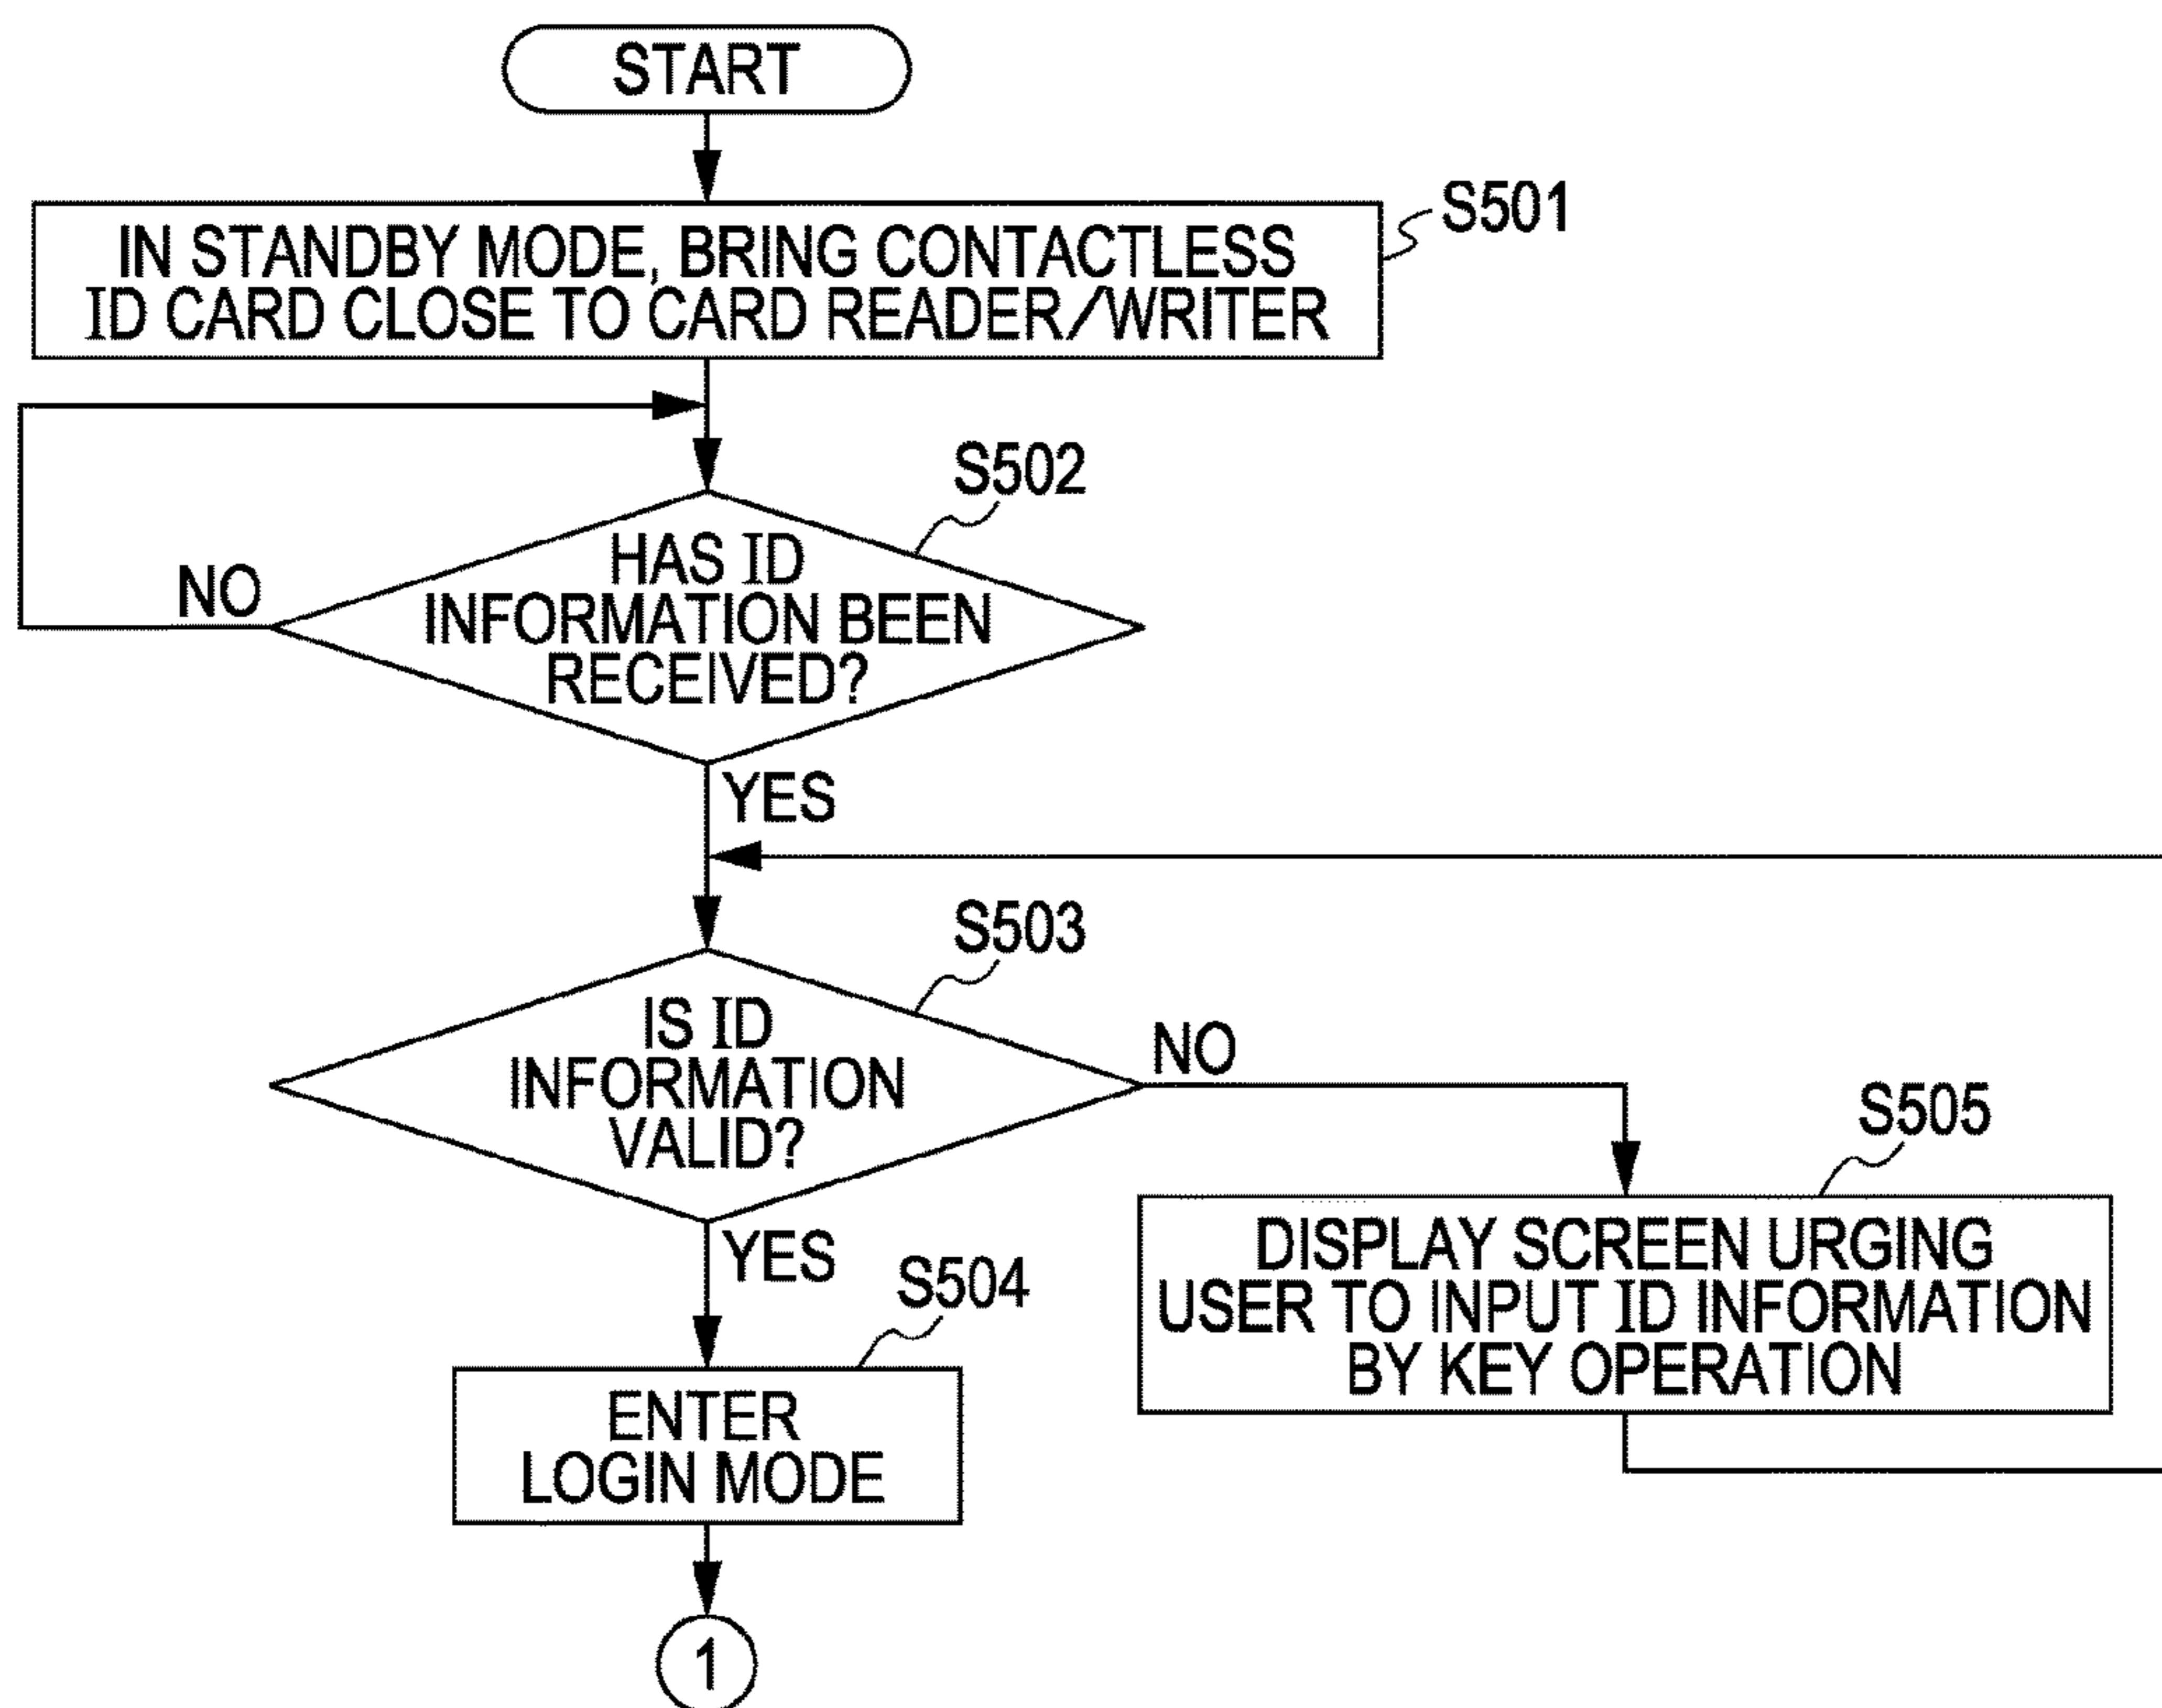 START
S501
IN STANDBY MODE, BRING CONTACTLESS
ID CARD CLOSE TO CARD READER/WRITER
S502
HAS ID
INFORMATION BEEN
RECEIVED?
NO
YES
S503
IS ID
INFORMATION
VALID?
NO
YES
S505
DISPLAY SCREEN URGING
USER TO INPUT ID INFORMATION
BY KEY OPERATION
S504
ENTER
LOGIN MODE
1